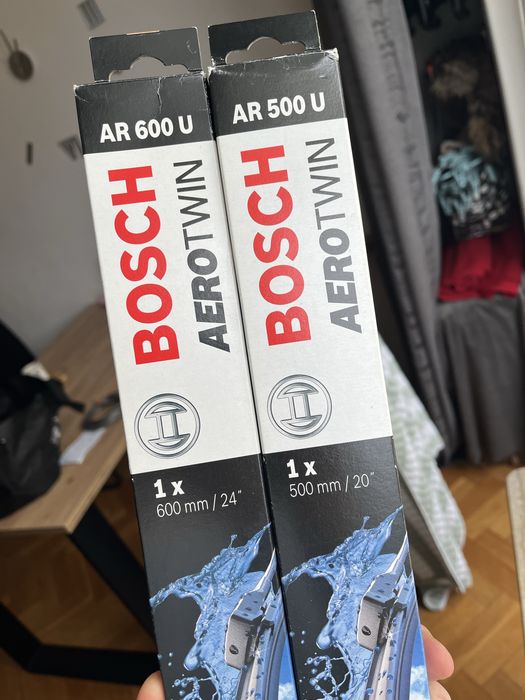 AR 600 U
BOSCH
AEROTWIN
1 x
600 mm / 24"
AR 500 U
BOSCH
AEROTWIN
1 x
500 mm / 20"